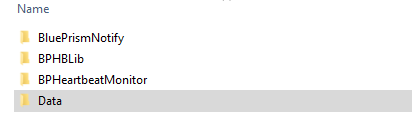 Name
BluePrismNotify
BPHBLib
BPHeartbeatMonitor
Data